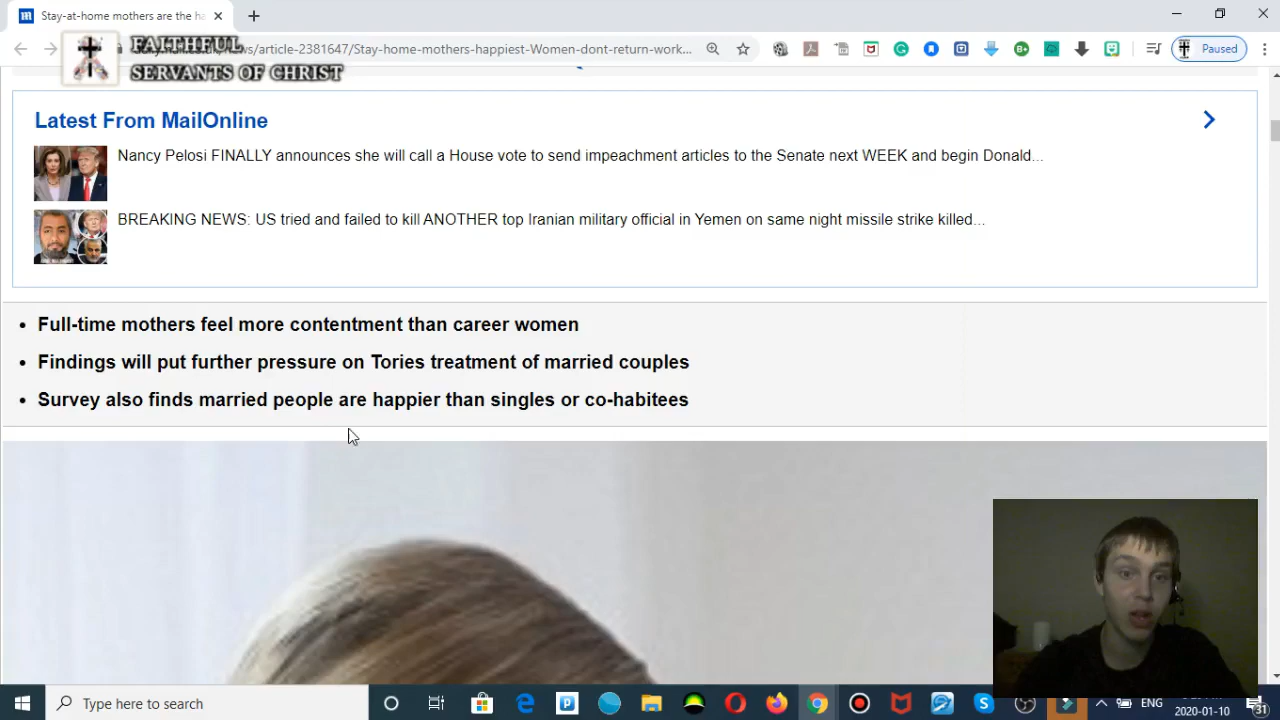 Stay-at-home mothers are the ha
FAITHFUL
SERVANTS OF CHRIST
/article-2381647/Stay-home-mothers-happiest-Women-dont-return-work...
Paused
Latest From MailOnline
Nancy Pelosi FINALLY announces she will call a House vote to send impeachment articles to the Senate next WEEK and begin Donald...
BREAKING NEWS: US tried and failed to kill ANOTHER top Iranian military official in Yemen on same night missile strike killed...
Full-time mothers feel more contentment than career women
Findings will put further pressure on Tories treatment of married couples
Survey also finds married people are happier than singles or co-habitees
Type here to search
ENG
2020-01-10
31